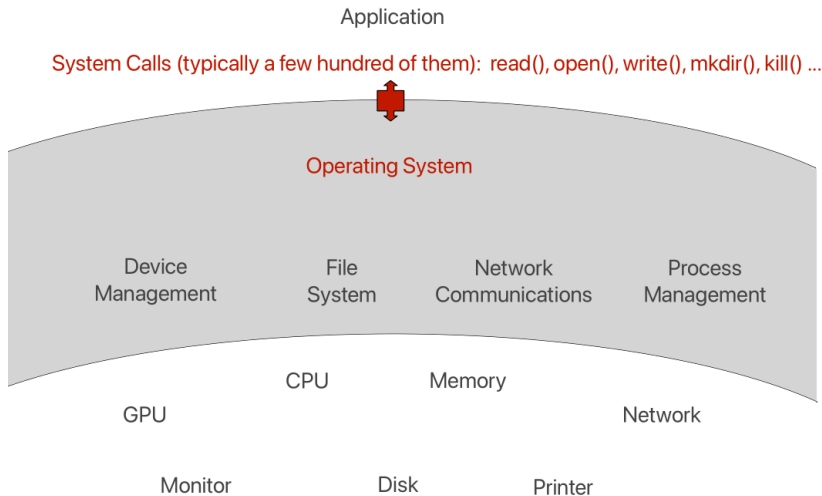 Application
System Calls (typically a few hundred of them): read(), open(), write(), mkdir(), kill() ...
Operating System
Device
Management
File
System
Network
Communications
Process
Management
CPU
Memory
GPU
Network
Monitor
Disk
Printer